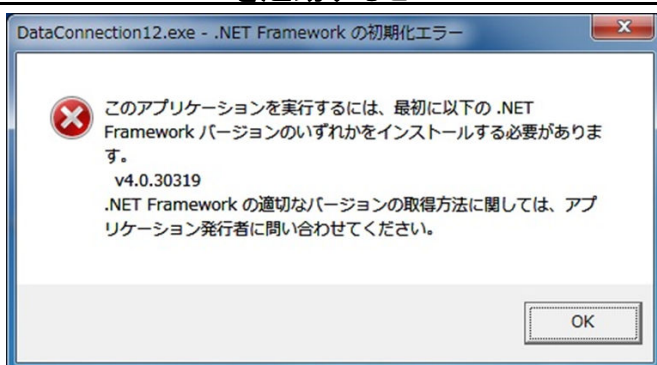 DataConnection12.exe - .NET Framework の初期化エラー
このアプリケーションを実行するには、最初に以下の .NET
Framework バージョンのいずれかをインストールする必要がありま
す。
v4.0.30319
.NET Framework の適切なバージョンの取得方法に関しては、アプ
リケーション発行者に問い合わせてください。
OK